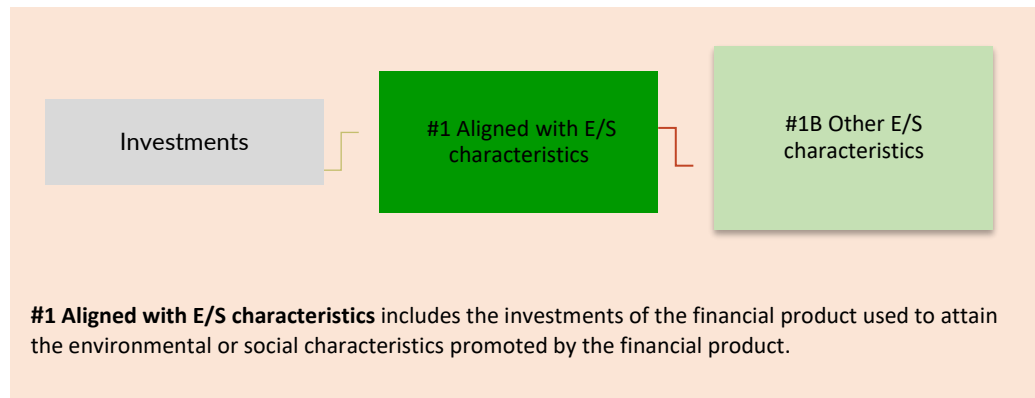 Investments
#1 Aligned with E/S
characteristics
#1B Other E/S
characteristics
#1 Aligned with E/S characteristics includes the investments of the financial product used to attain
the environmental or social characteristics promoted by the financial product.